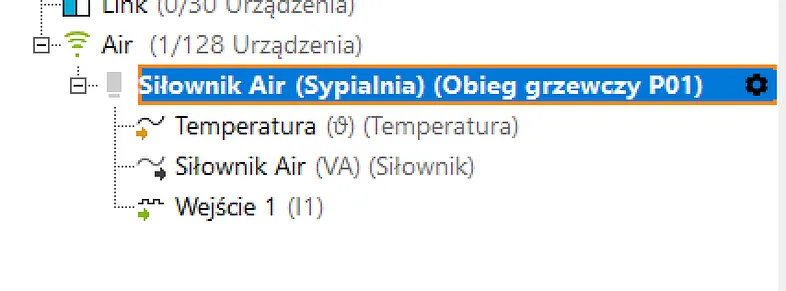 Link (0/30 Urządzenia)
Air (1/128 Urządzenia)
Siłownik Air (Sypialnia) (Obieg grzewczy P01)
Temperatura (ϑ) (Temperatura)
Siłownik Air (VA) (Siłownik)
Wejście 1 (I1)